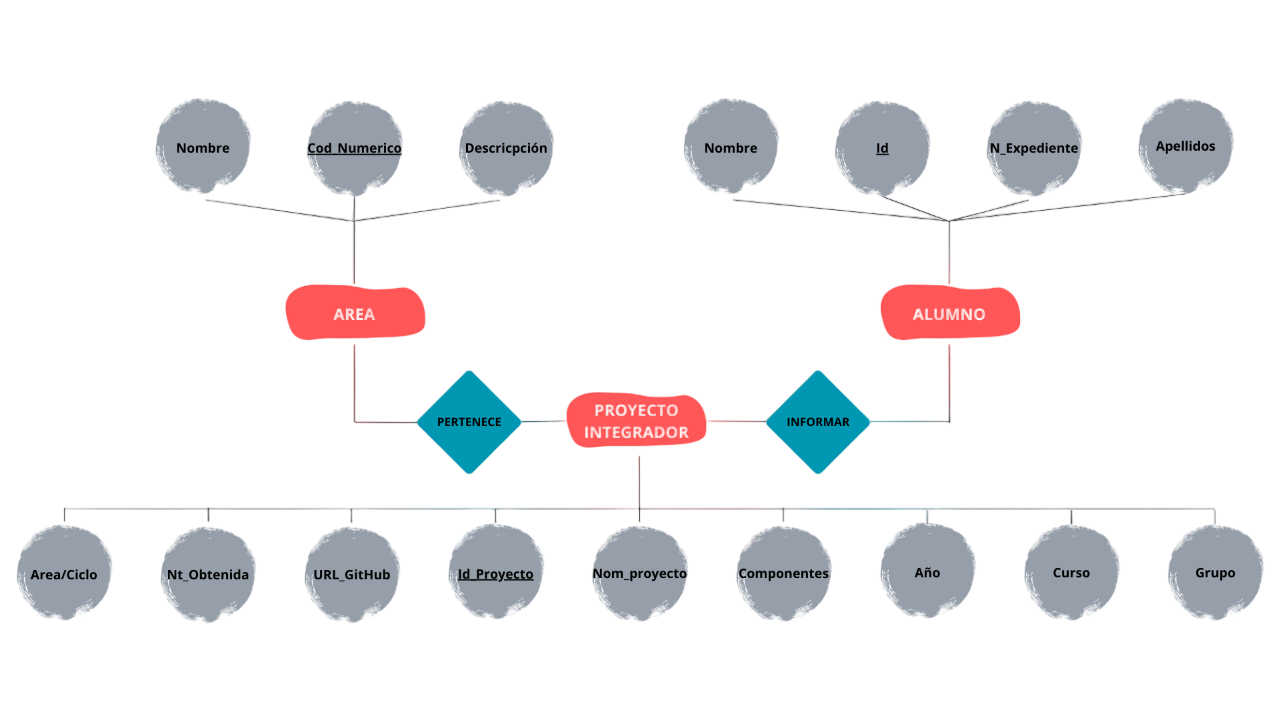 Nombre
Cod_Numerico
Descricpción
Nombre
Id
N_Expediente
Apellidos
AREA
ALUMNO
PERTENECE
PROYECTO
INTEGRADOR
INFORMAR
Area/Ciclo
Nt_Obtenida
URL_GitHub
Id_Proyecto
Nom_proyecto
Componentes
Año
Curso
Grupo